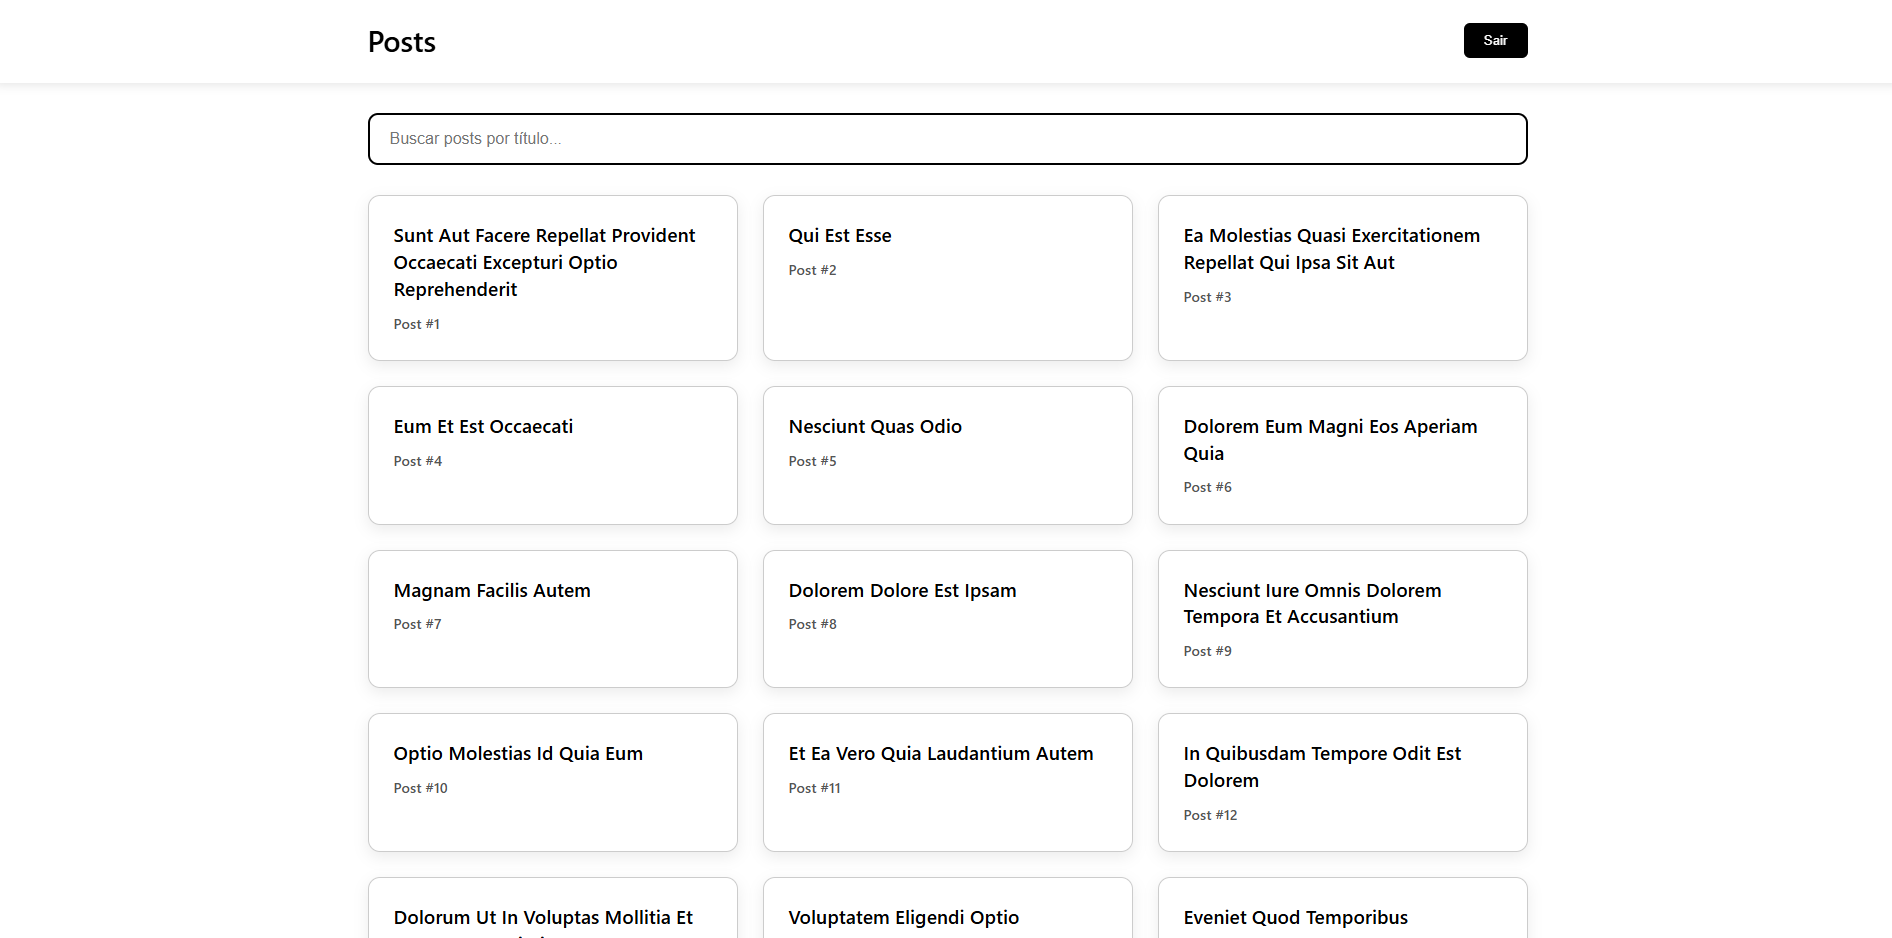 Posts
Sair
Buscar posts por título...
Sunt Aut Facere Repellat Provident
Occaecati Excepturi Optio
Reprehenderit
Post #1
Qui Est Esse
Post #2
Ea Molestias Quasi Exercitationem
Repellat Qui Ipsa Sit Aut
Post #3
Eum Et Est Occaecati
Post #4
Nesciunt Quas Odio
Post #5
Dolorem Eum Magni Eos Aperiam
Quia
Post #6
Magnam Facilis Autem
Post #7
Dolorem Dolore Est Ipsam
Post #8
Nesciunt Iure Omnis Dolorem
Tempora Et Accusantium
Post #9
Optio Molestias Id Quia Eum
Post #10
Et Ea Vero Quia Laudantium Autem
Post #11
In Quibusdam Tempore Odit Est
Dolorem
Post #12
Dolorum Ut In Voluptas Mollitia Et
Voluptatem Eligendi Optio
Eveniet Quod Temporibus